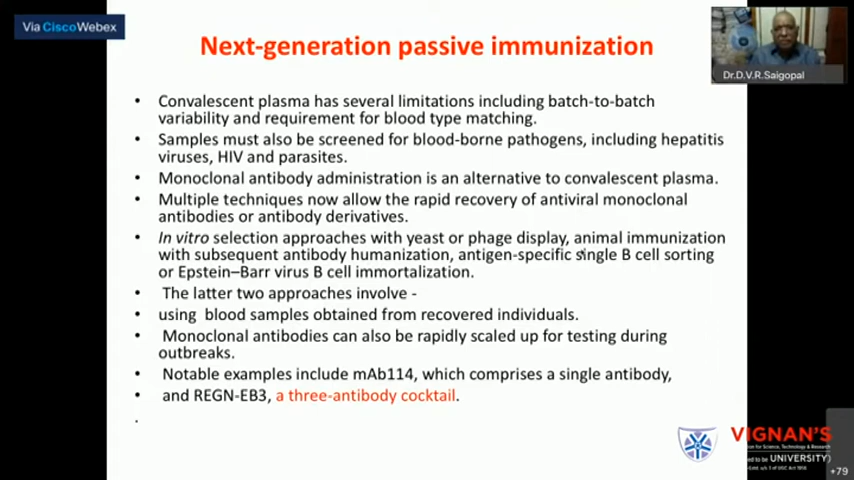 Via CiscoWebex
Next-generation passive immunization
Dr.D.V.R.Saigopal
• Convalescent plasma has several limitations including batch-to-batch
variability and requirement for blood type matching.
• Samples must also be screened for blood-borne pathogens, including hepatitis
viruses, HIV and parasites.
• Monoclonal antibody administration is an alternative to convalescent plasma.
• Multiple techniques now allow the rapid recovery of antiviral monoclonal
antibodies or antibody derivatives.
• In vitro selection approaches with yeast or phage display, animal immunization
with subsequent antibody humanization, antigen-specific single B cell sorting
or Epstein–Barr virus B cell immortalization.
• The latter two approaches involve -
• using blood samples obtained from recovered individuals.
• Monoclonal antibodies can also be rapidly scaled up for testing during
outbreaks.
• Notable examples include mAb114, which comprises a single antibody,
• and REGN-EB3, a three-antibody cocktail.
.
VIGNAN'S
for Science, Technology & Research
to be UNIVERSITY)
+79